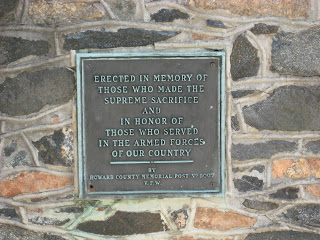 ERECTED IN MEMORY OF
THOSE WHO MADE THE
SUPREME SACRIFICE
AND
IN HONOR OF
THOSE WHO SERVED
IN THE ARMED FORCES
OF OUR COUNTRY
BY
HOWARD COUNTY MEMORIAL POST
V.F.W.